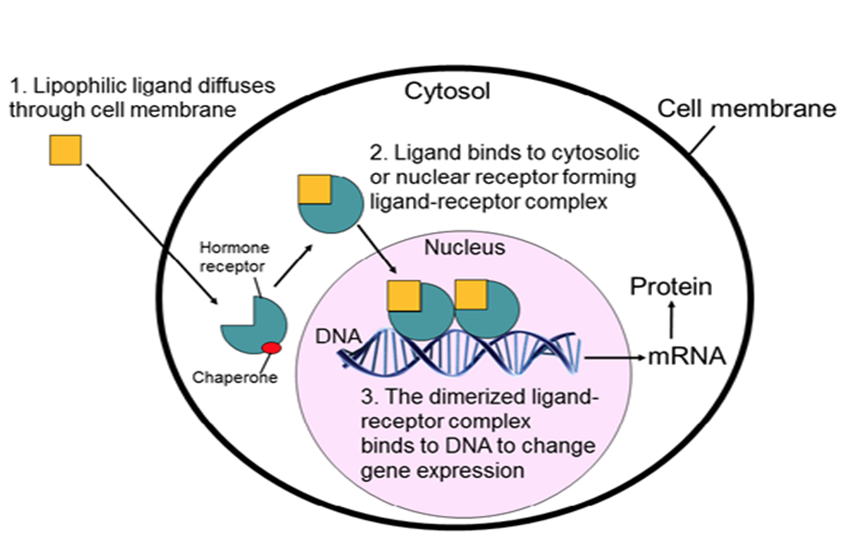 1. Lipophilic ligand diffuses
through cell membrane
Cytosol
Cell membrane
2. Ligand binds to cytosolic
or nuclear receptor forming
ligand-receptor complex
Hormone
receptor
Nucleus
Protein
DNA
mRNA
Chaperone
3. The dimerized ligand-
receptor complex
binds to DNA to change
gene expression